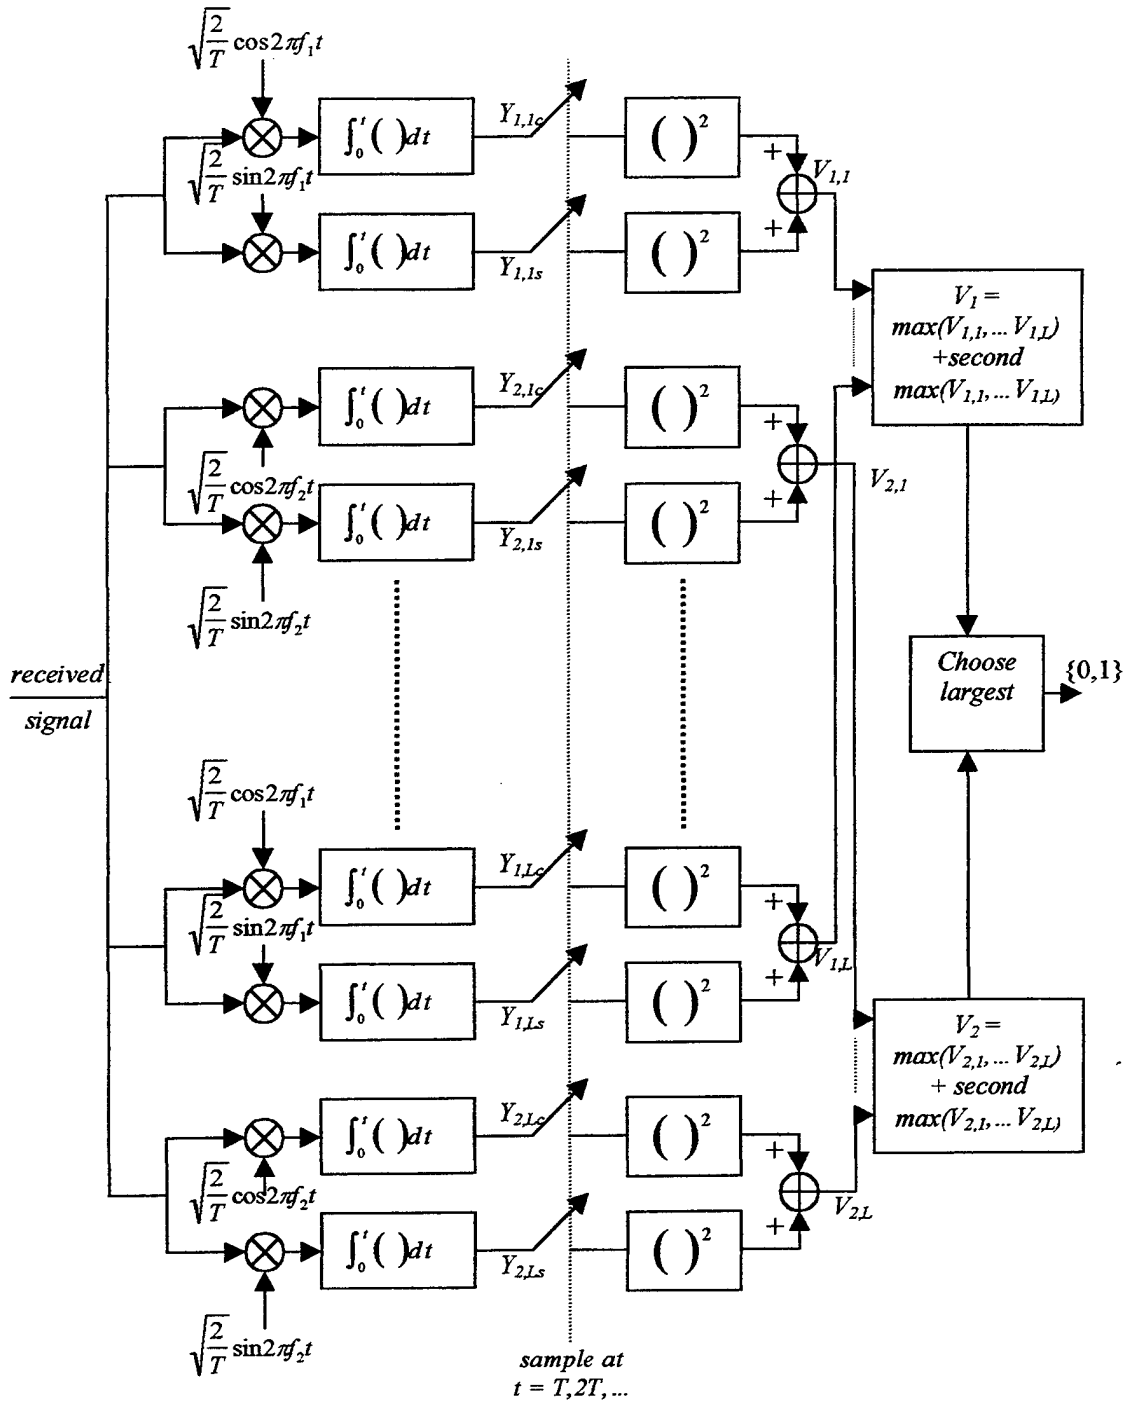 √(2/T) cos2πf₁t
Y₁,₁c
∫₀ᵗ( )dt
( )²
+
V₁,₁
√(2/T) sin2πf₁t
+
∫₀ᵗ( )dt
( )²
Y₁,₁s
V₁ =
max(V₁,₁,... V₁,L)
+second
max(V₁,₁,... V₁,L)
Y₂,₁c
∫₀ᵗ( )dt
( )²
+
V₂,₁
√(2/T) cos2πf₂t
+
∫₀ᵗ( )dt
( )²
Y₂,₁s
√(2/T) sin2πf₂t
received
signal
Choose
largest
{0,1}
√(2/T) cos2πf₁t
Y₁,Lc
∫₀ᵗ( )dt
( )²
+
√(2/T) sin2πf₁t
V₁,L
+
∫₀ᵗ( )dt
( )²
Y₁,Ls
V₂ =
max(V₂,₁,... V₂,L)
+ second
max(V₂,₁,... V₂,L)
Y₂,Lc
∫₀ᵗ( )dt
( )²
+
√(2/T) cos2πf₂t
V₂,L
+
∫₀ᵗ( )dt
( )²
Y₂,Ls
√(2/T) sin2πf₂t
sample at
t = T,2T,...